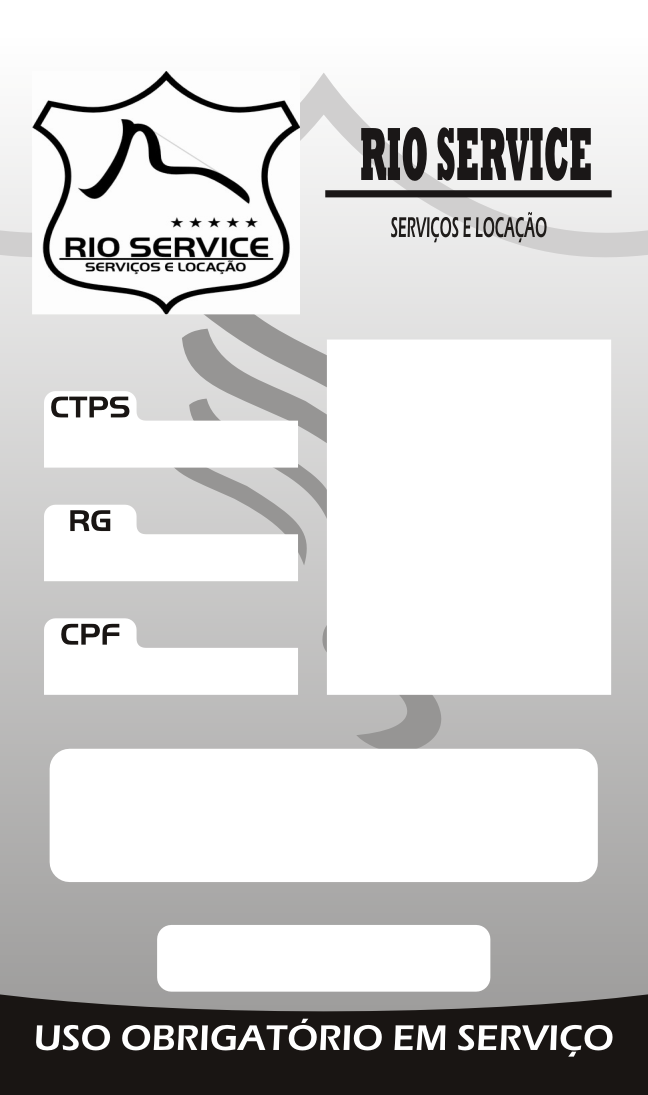 RIO SERVICE
SERVIÇOS E LOCAÇÃO
RIO SERVICE
SERVIÇOS E LOCAÇÃO
CTPS
RG
CPF
USO OBRIGATÓRIO EM SERVIÇO